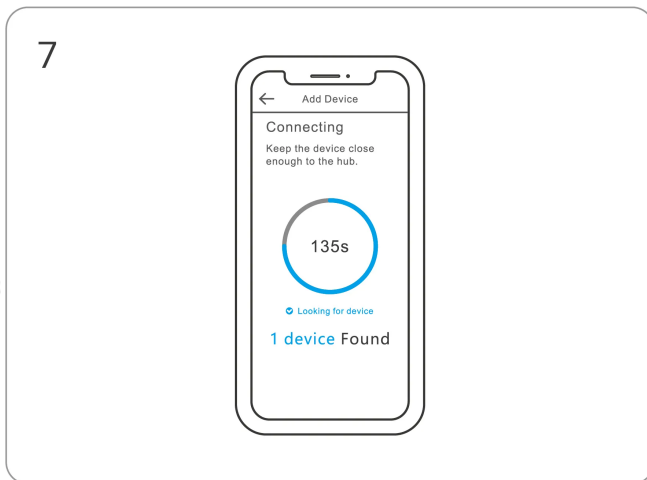 7
Add Device
Connecting
Keep the device close
enough to the hub.
135s
Looking for device
1 device Found